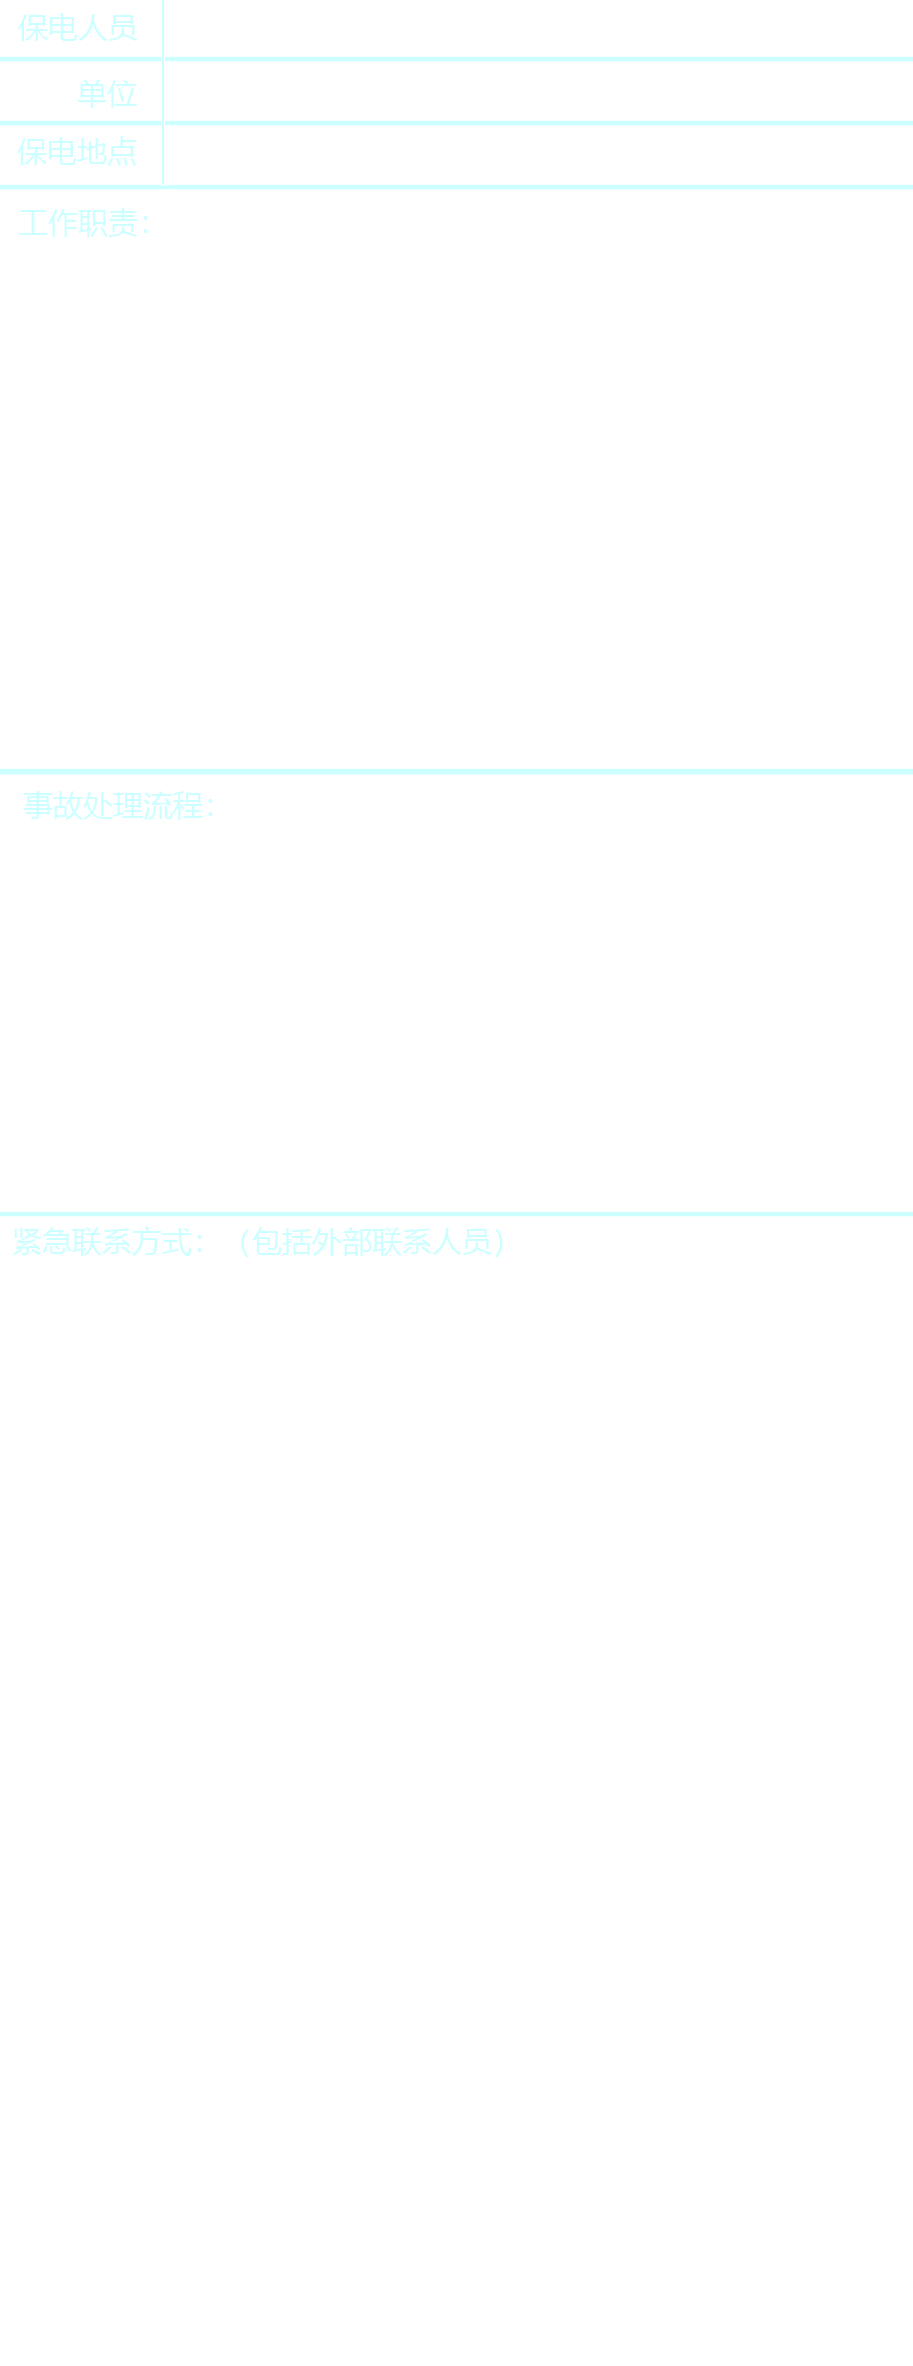 保电人员
单位
保电地点
工作职责：
事故处理流程：
紧急联系方式：（包括外部联系人员）